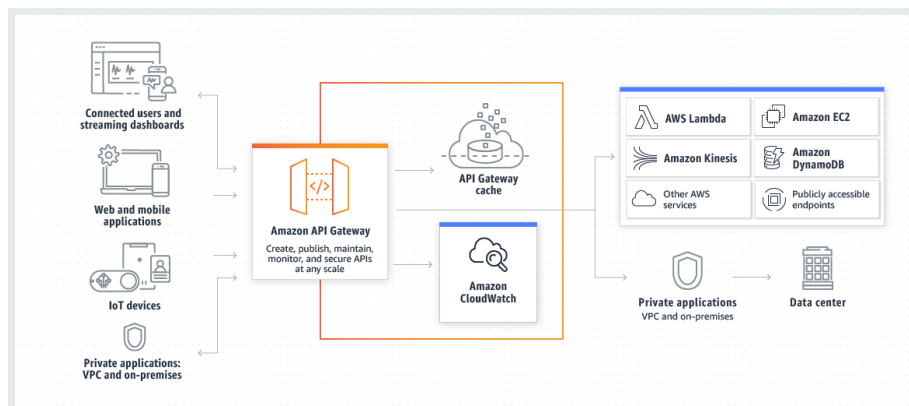 Connected users and
streaming dashboards
Web and mobile
applications
IoT devices
Private applications:
VPC and on-premises
</>
Amazon API Gateway
Create, publish, maintain,
monitor, and secure APIs
at any scale
API Gateway
cache
Amazon
CloudWatch
AWS Lambda
Amazon EC2
Amazon Kinesis
Amazon
DynamoDB
Other AWS
services
Publicly accessible
endpoints
Private applications
VPC and on-premises
Data center